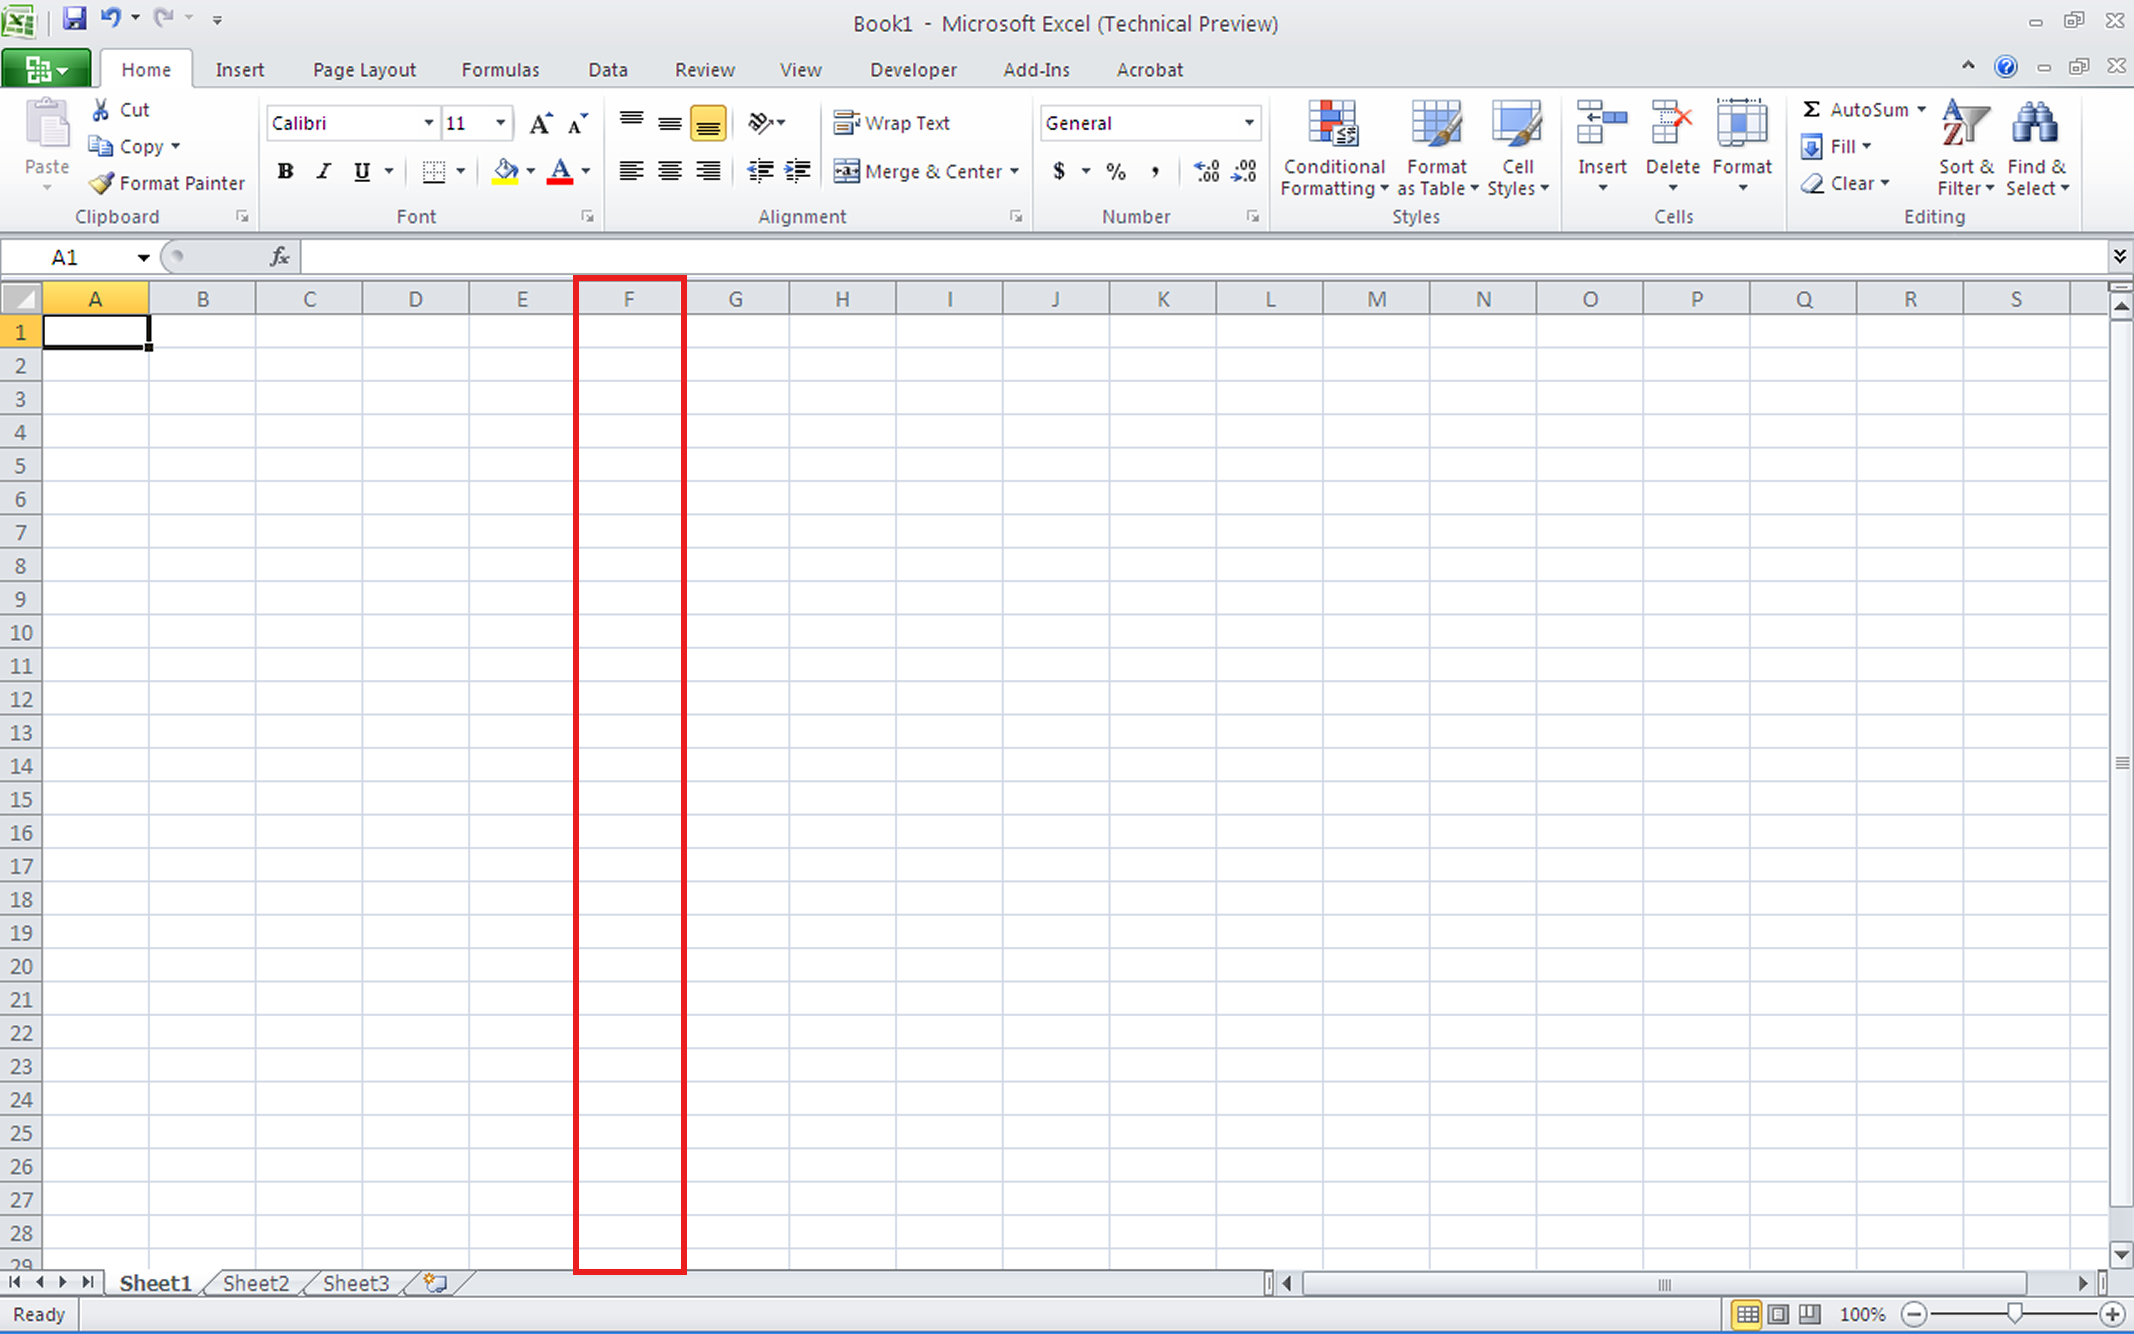 Book1 - Microsoft Excel (Technical Preview)
Home Insert Page Layout Formulas Data Review View Developer Add-Ins Acrobat
Paste
Cut
Copy
Format Painter
Clipboard
Calibri 11
B I U
Font
Wrap Text
Merge & Center
Alignment
General
$ % ,
Number
Conditional Formatting
Format as Table
Cell Styles
Styles
Insert
Delete
Format
Cells
Σ AutoSum
Fill
Clear
Sort & Filter
Find & Select
Editing
A1 fx
A B C D E F G H I J K L M N O P Q R S
1
2
3
4
5
6
7
8
9
10
11
12
13
14
15
16
17
18
19
20
21
22
23
24
25
26
27
28
29
Sheet1 Sheet2 Sheet3
Ready 100%